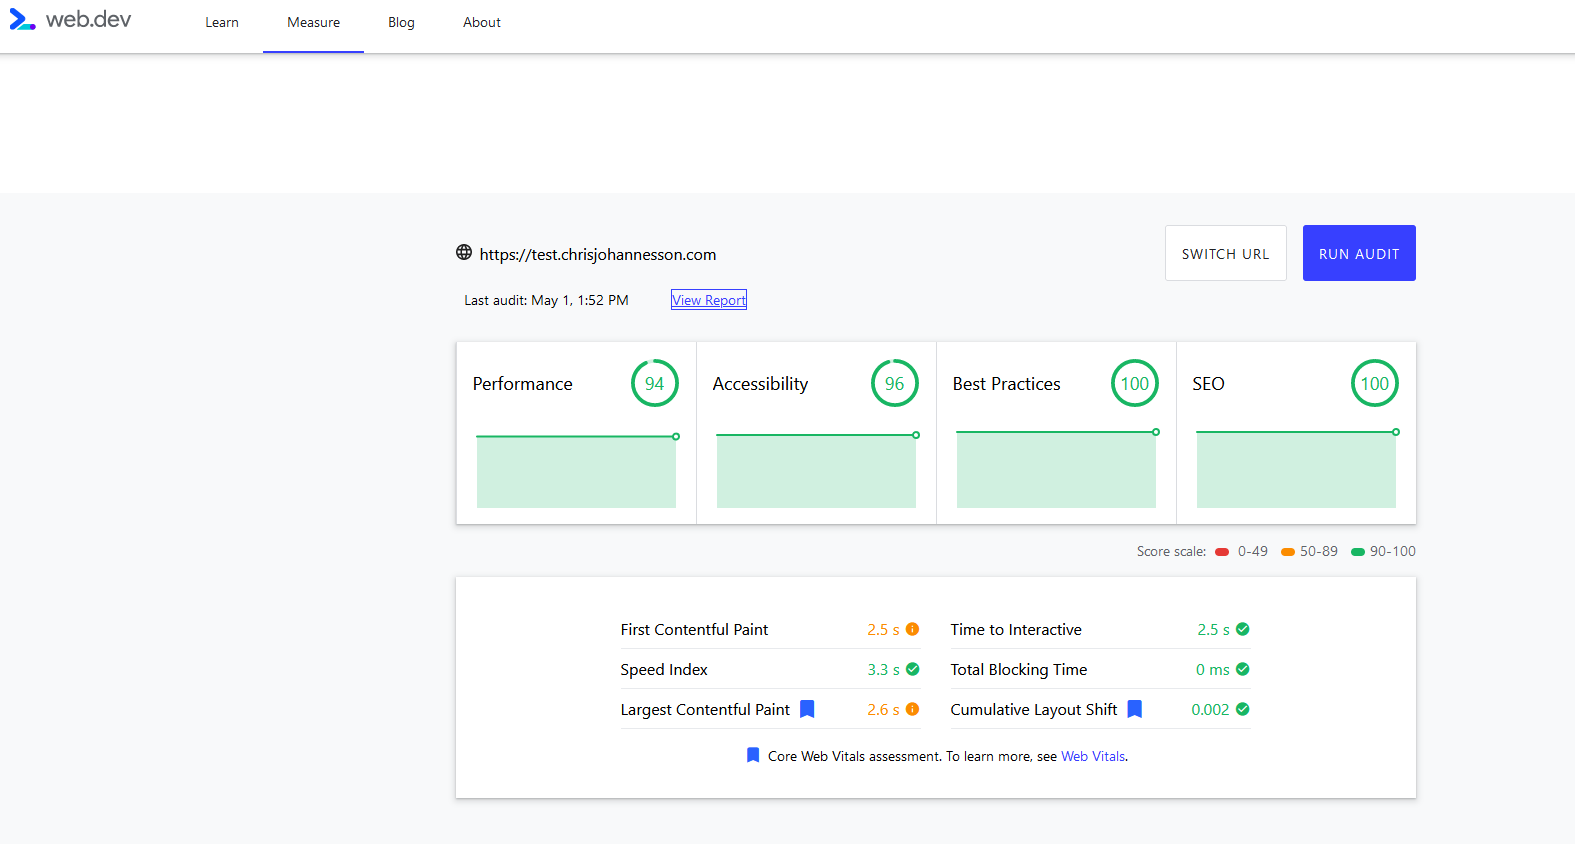 web.dev Learn Measure Blog About
https://test.chrisjohannesson.com SWITCH URL RUN AUDIT
Last audit: May 1, 1:52 PM View Report
Performance 94 Accessibility 96 Best Practices 100 SEO 100
Score scale: 0-49 50-89 90-100
First Contentful Paint 2.5 s Time to Interactive 2.5 s
Speed Index 3.3 s Total Blocking Time 0 ms
Largest Contentful Paint 2.6 s Cumulative Layout Shift 0.002
Core Web Vitals assessment. To learn more, see Web Vitals.